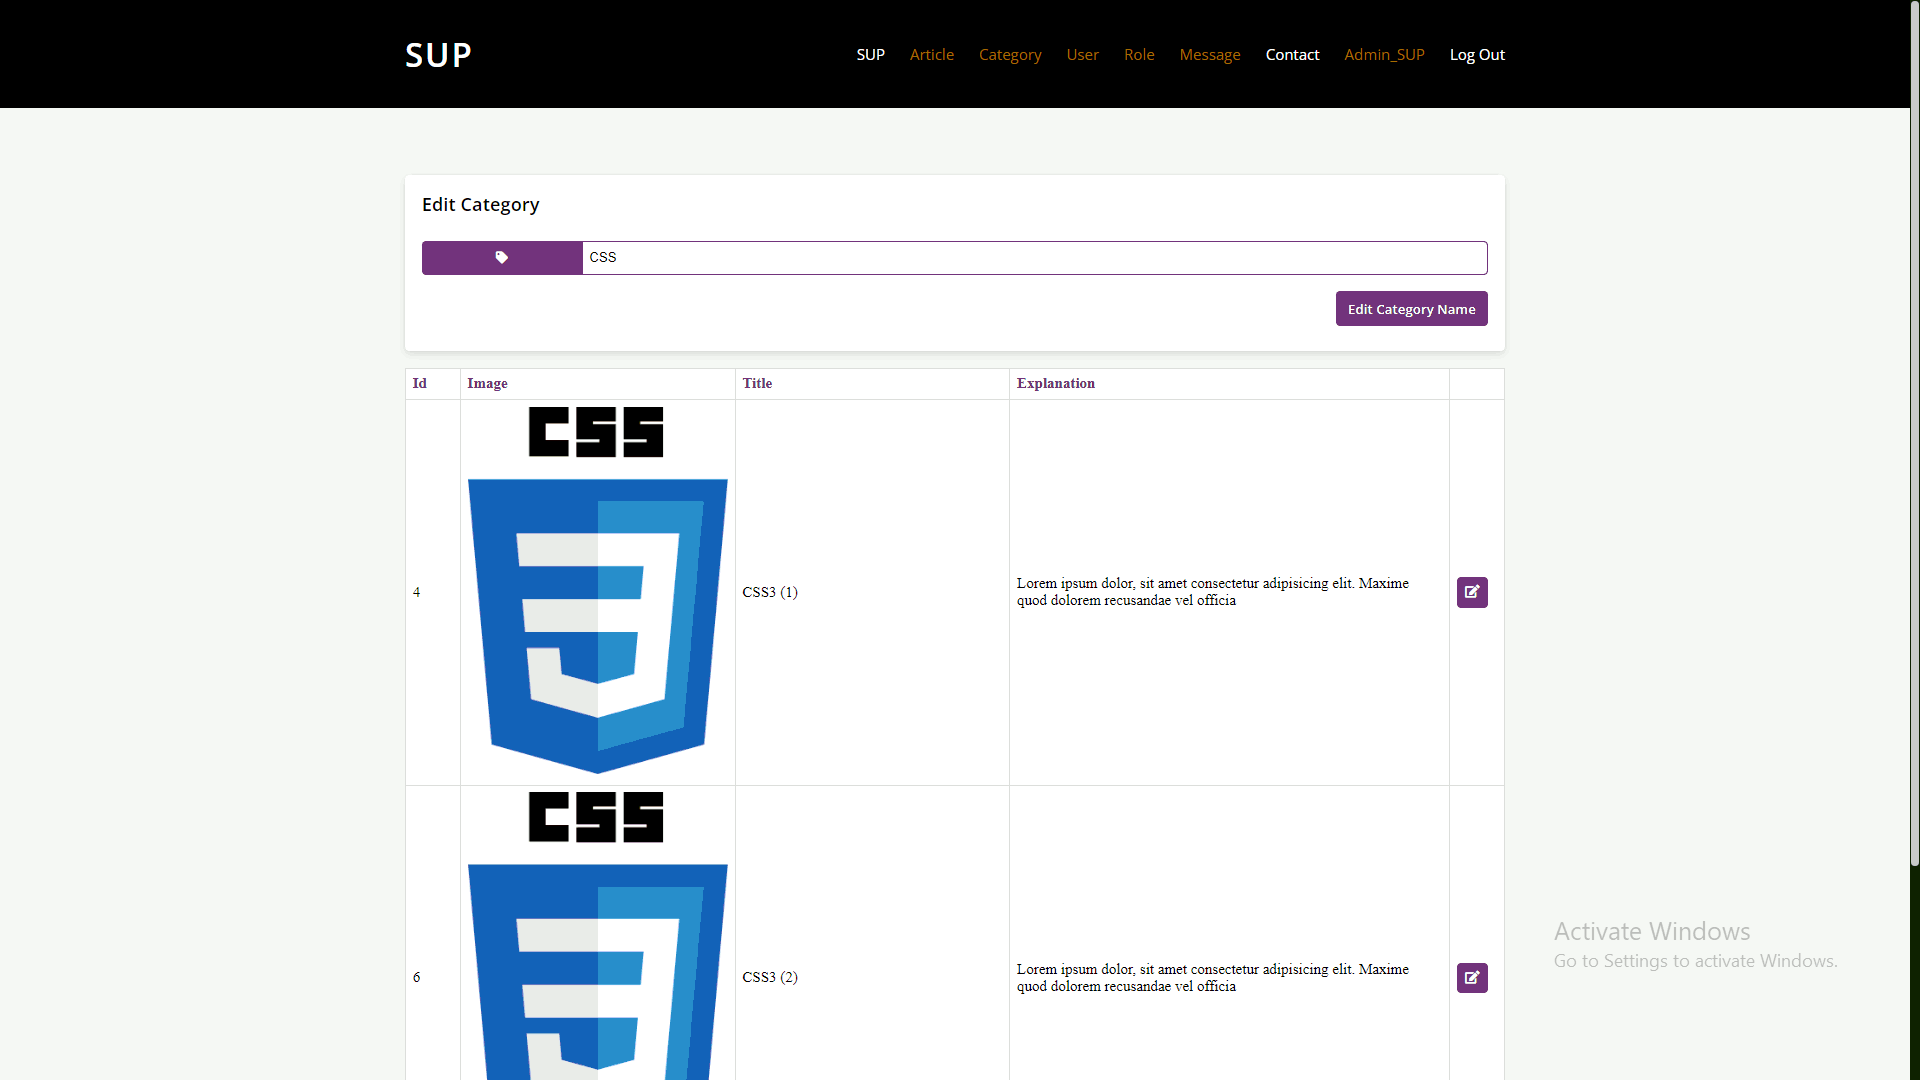 SUP
SUP Article Category User Role Message Contact Admin_SUP Log Out
Edit Category
CSS
Edit Category Name
Id Image Title Explanation
CSS
4 CSS3 (1) Lorem ipsum dolor, sit amet consectetur adipisicing elit. Maxime
quod dolorem recusandae vel officia
CSS
6 CSS3 (2) Lorem ipsum dolor, sit amet consectetur adipisicing elit. Maxime
quod dolorem recusandae vel officia
Activate Windows
Go to Settings to activate Windows.